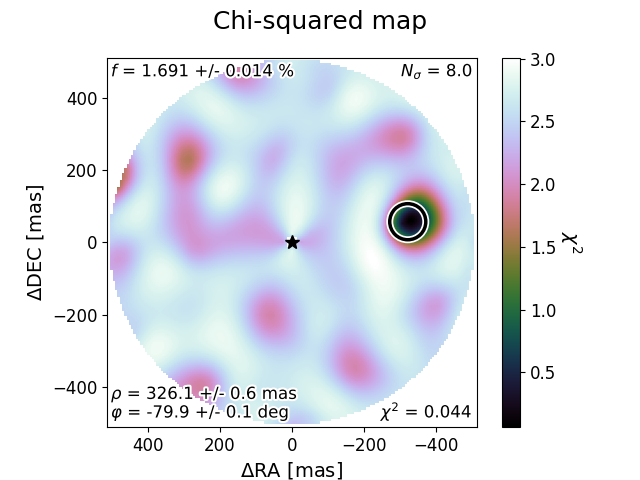 Chi-squared map
f = 1.691 +/- 0.014 %
Nσ = 8.0
400
200
0
−200
−400
ΔDEC [mas]
ρ = 326.1 +/- 0.6 mas
φ = -79.9 +/- 0.1 deg
χ² = 0.044
400
200
0
−200
−400
ΔRA [mas]
3.0
2.5
2.0
1.5
1.0
0.5
χ²